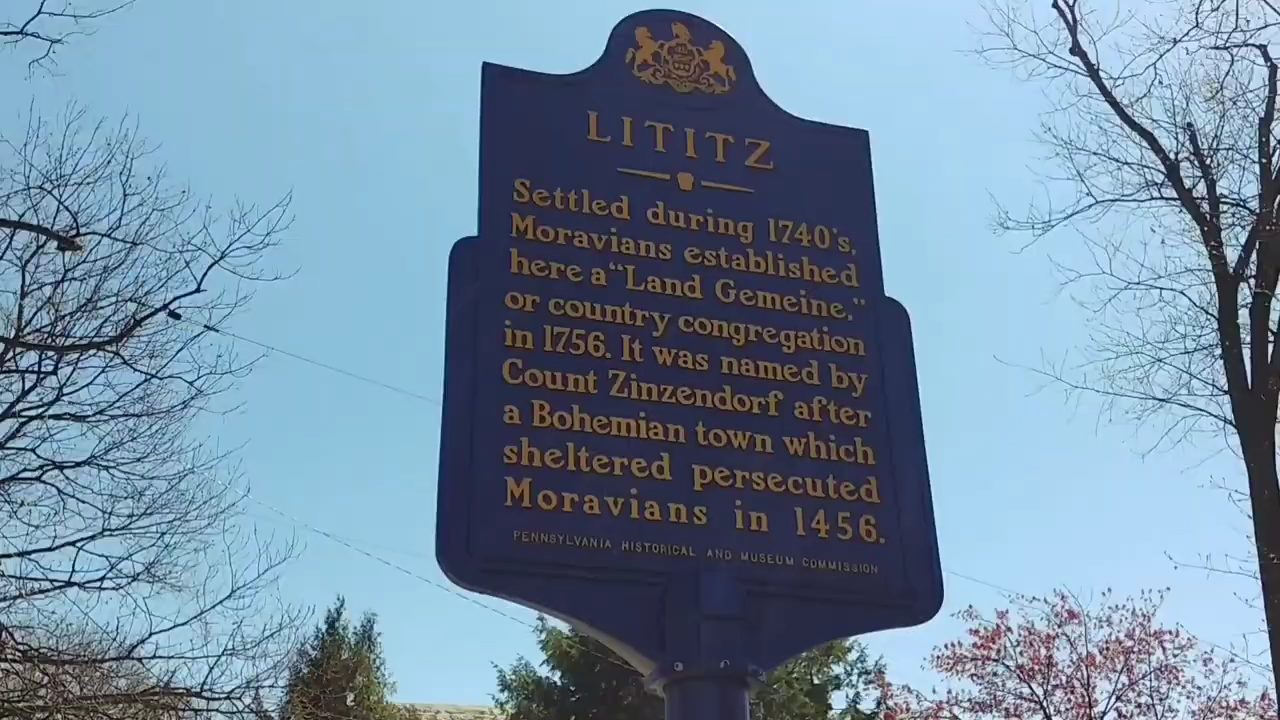 LITITZ
Settled during 1740's,
Moravians established
here a “Land Gemeine,”
or country congregation
in 1756. It was named by
Count Zinzendorf after
a Bohemian town which
sheltered persecuted
Moravians in 1456.
PENNSYLVANIA HISTORICAL AND MUSEUM COMMISSION